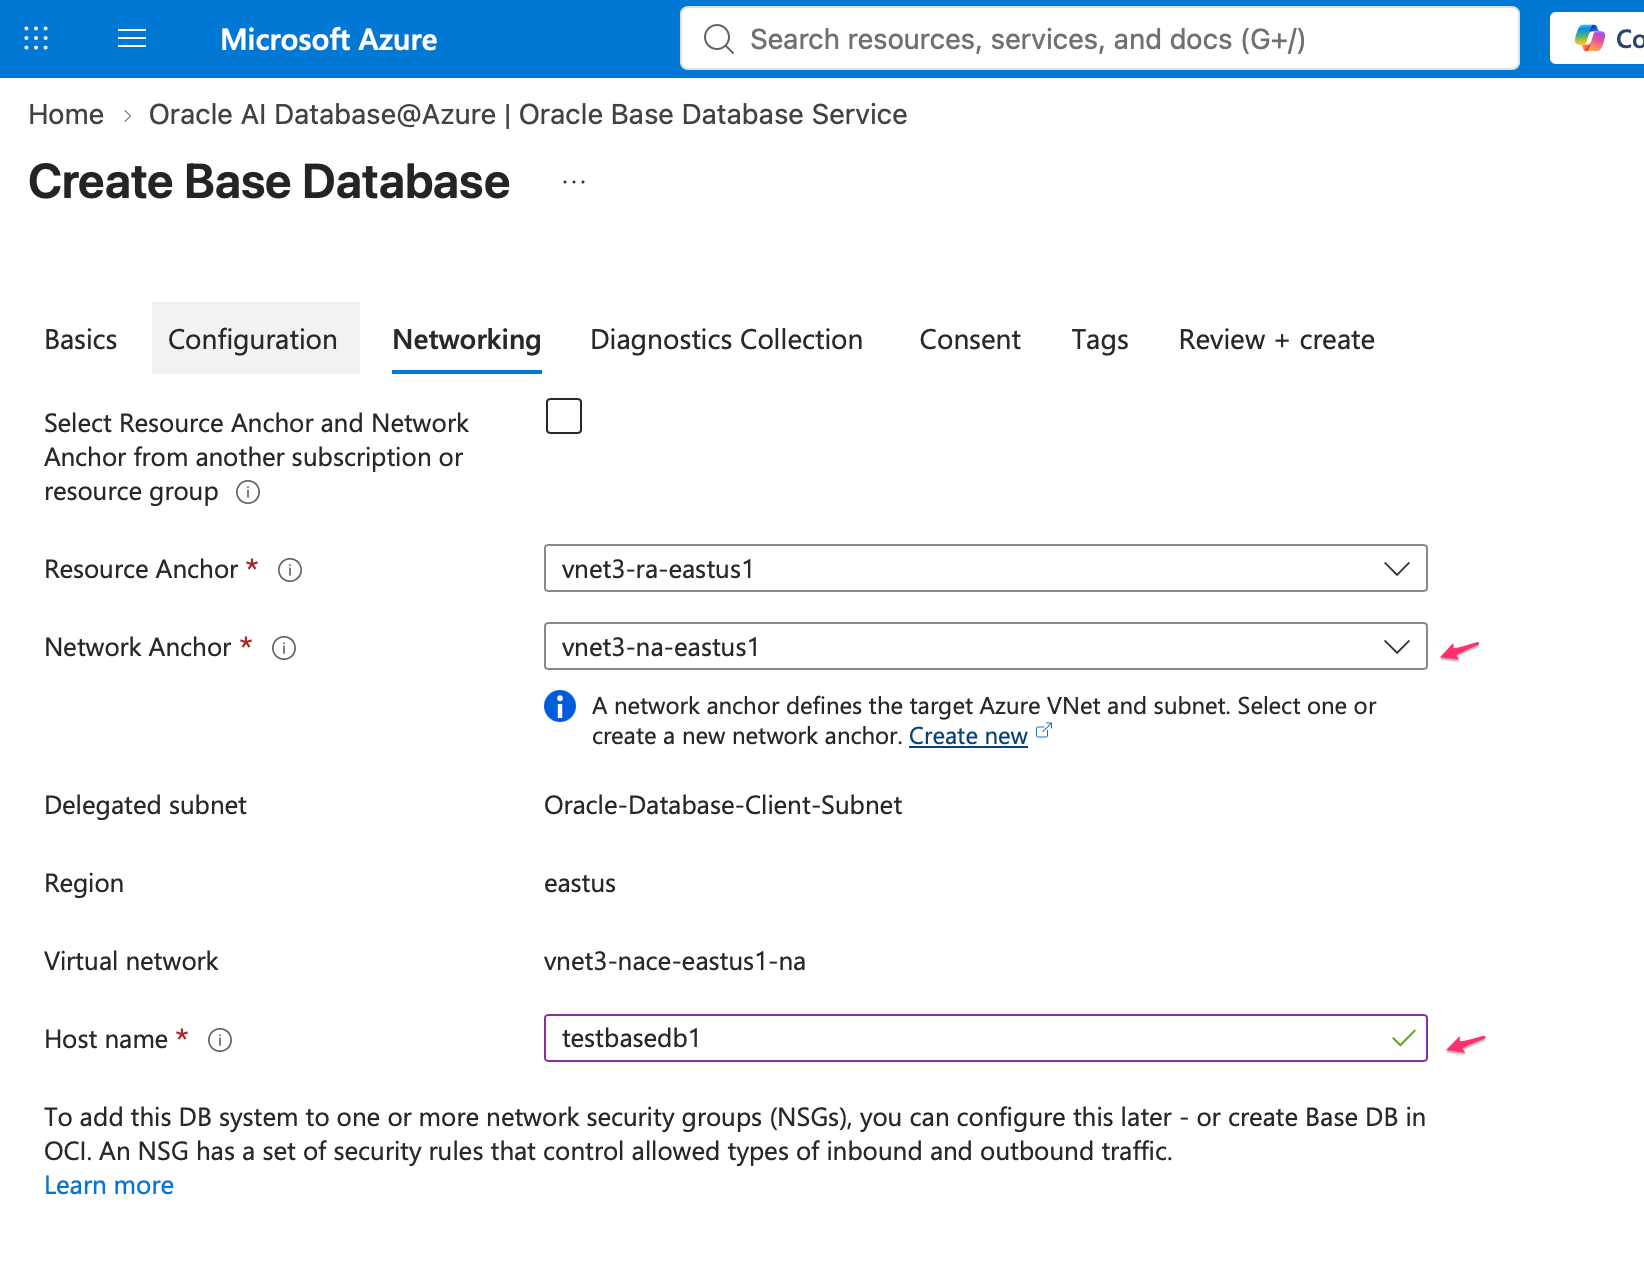 Microsoft Azure
Search resources, services, and docs (G+/)
Co
Home > Oracle AI Database@Azure | Oracle Base Database Service
Create Base Database ...
Basics Configuration Networking Diagnostics Collection Consent Tags Review + create
Select Resource Anchor and Network
Anchor from another subscription or
resource group
Resource Anchor *
vnet3-ra-eastus1
Network Anchor *
vnet3-na-eastus1
A network anchor defines the target Azure VNet and subnet. Select one or
create a new network anchor. Create new
Delegated subnet
Oracle-Database-Client-Subnet
Region
eastus
Virtual network
vnet3-nace-eastus1-na
Host name *
testbasedb1
To add this DB system to one or more network security groups (NSGs), you can configure this later - or create Base DB in
OCI. An NSG has a set of security rules that control allowed types of inbound and outbound traffic.
Learn more